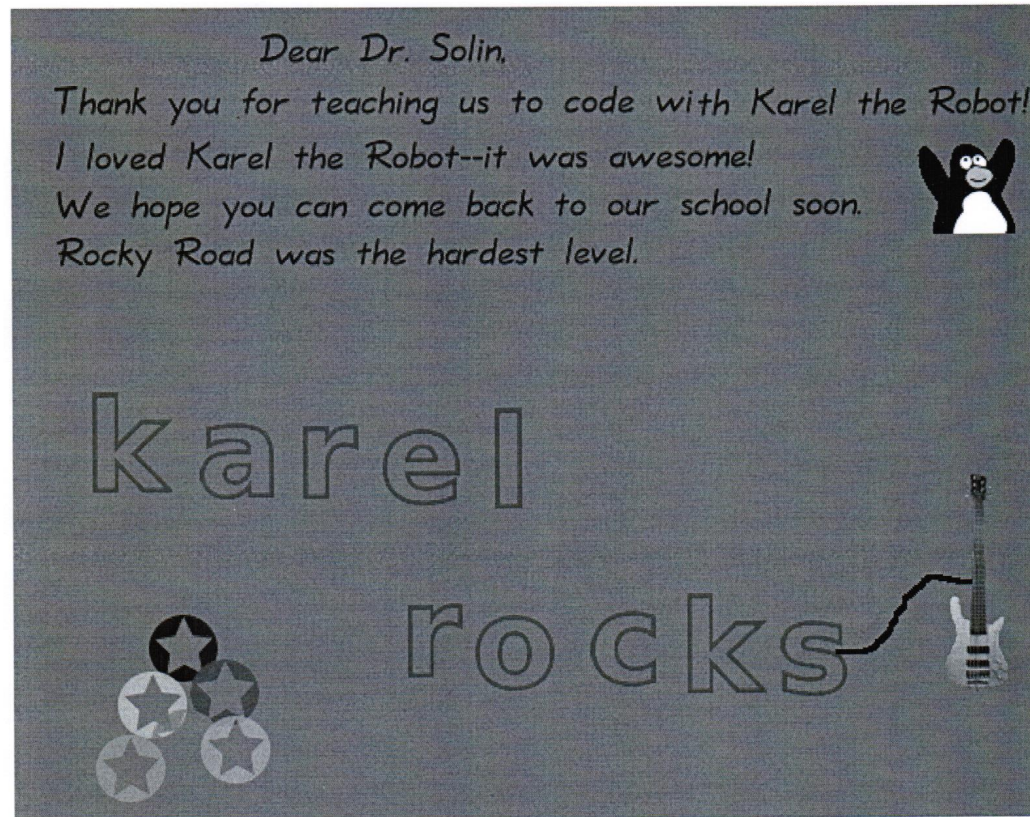 Dear Dr. Solin,
Thank you for teaching us to code with Karel the Robot!
I loved Karel the Robot--it was awesome!
We hope you can come back to our school soon.
Rocky Road was the hardest level.
karel
rocks